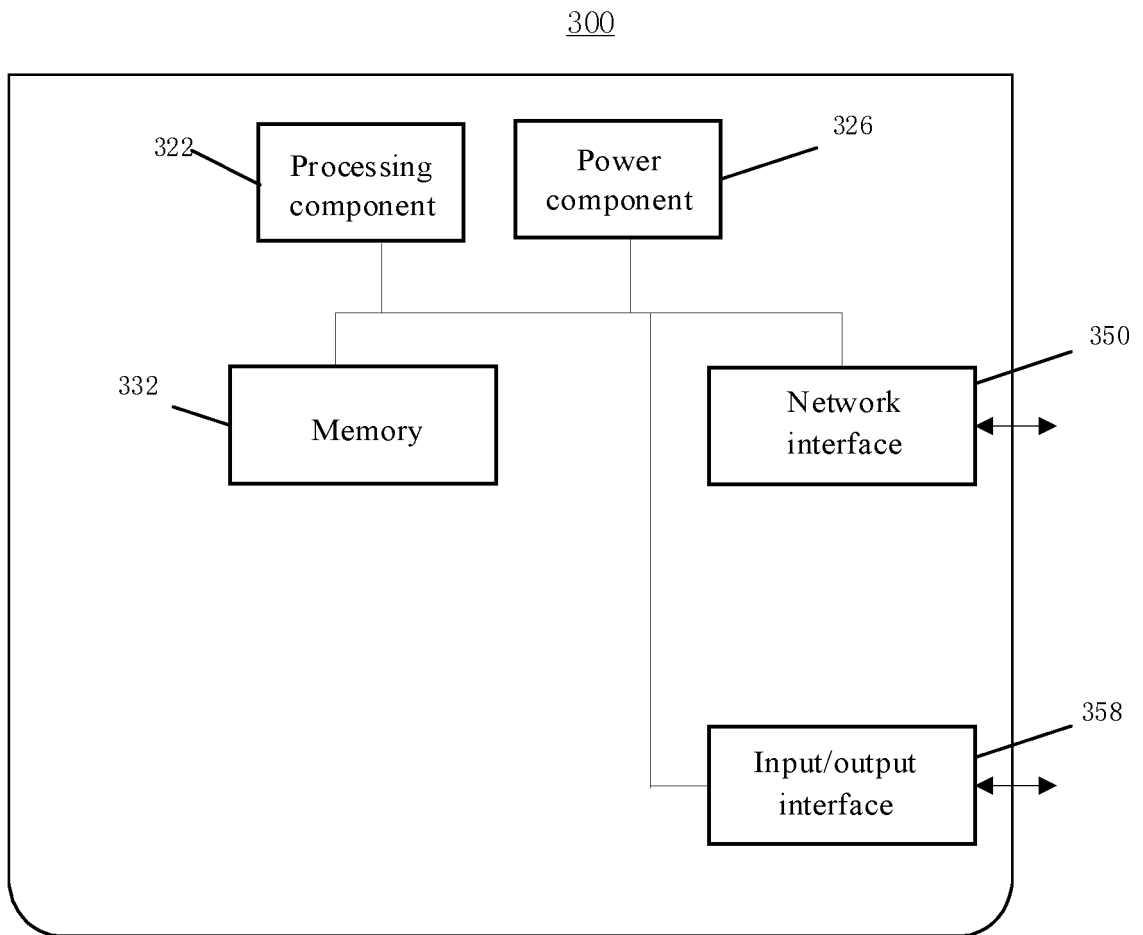 300
322
Processing
component
Power
component
326
332
Memory
350
Network
interface
358
Input/output
interface